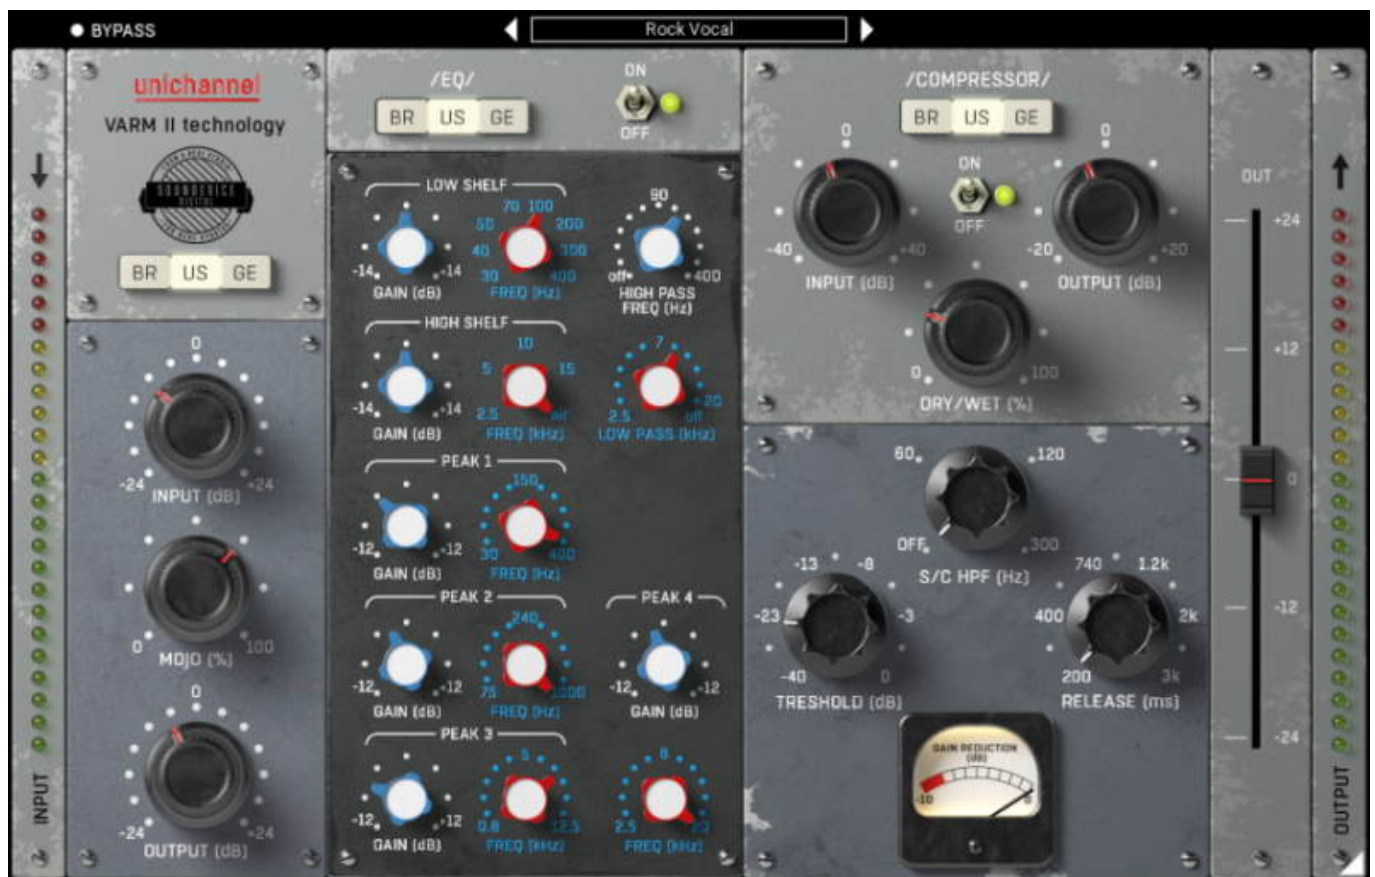 BYPASS
Rock Vocal
unichannel
VARM II technology
SOUNDEVICE
DIGITAL
BR US GE
0
-24 +24
INPUT (dB)
0 100
MOJO (%)
0
-24 +24
OUTPUT (dB)
INPUT
/EQ/
BR US GE
ON
OFF
LOW SHELF
-14 +14
GAIN (dB)
30 40 50 70 100 200 300 400
FREQ (Hz)
90
off 400
HIGH PASS
FREQ (Hz)
HIGH SHELF
-14 +14
GAIN (dB)
2.5 5 10 15 air
FREQ (kHz)
7
2.5 20
off
LOW PASS (kHz)
PEAK 1
-12 +12
GAIN (dB)
150
30 400
FREQ (Hz)
PEAK 2
-12 +12
GAIN (dB)
240
75 1000
FREQ (Hz)
PEAK 4
-12 +12
GAIN (dB)
PEAK 3
-12 +12
GAIN (dB)
5
0.8 12.5
FREQ (kHz)
8
2.5 20
FREQ (kHz)
/COMPRESSOR/
BR US GE
ON
OFF
0
-40 +40
INPUT (dB)
0
-20 +20
OUTPUT (dB)
0 100
DRY/WET (%)
60 120
OFF 300
S/C HPF (Hz)
-13 -8
-23 -3
-40 0
TRESHOLD (dB)
740 1.2k
400 2k
200 3k
RELEASE (ms)
GAIN REDUCTION
(dB)
-10 0
OUT
+24
+12
0
-12
-24
OUTPUT